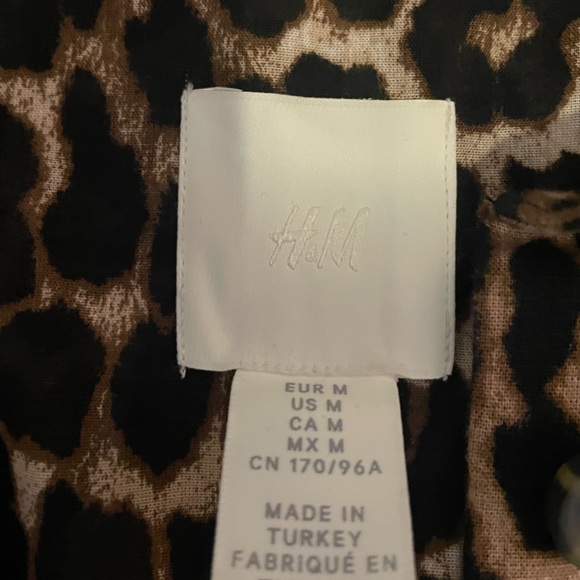 H&M
EUR M
US M
CA M
MX M
CN 170/96A
MADE IN
TURKEY
FABRIQUÉ EN